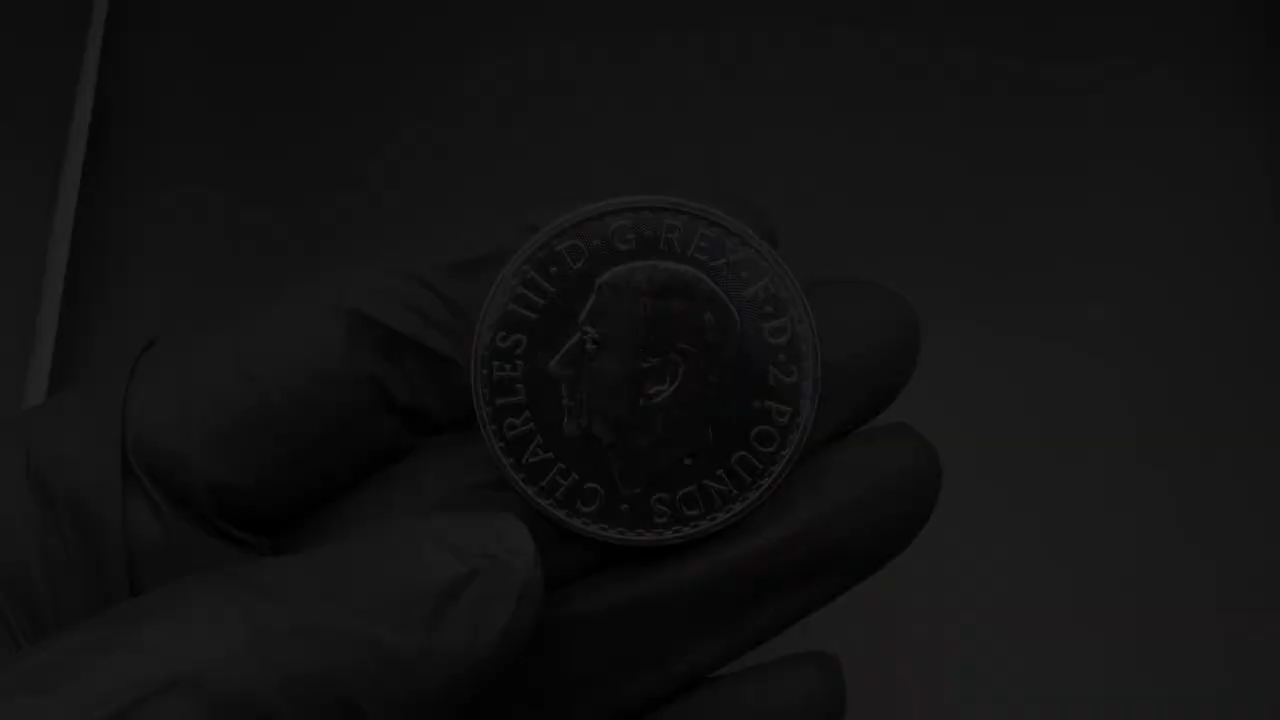 CHARLES III · D · G · REX · F · D · 2 POUNDS ·